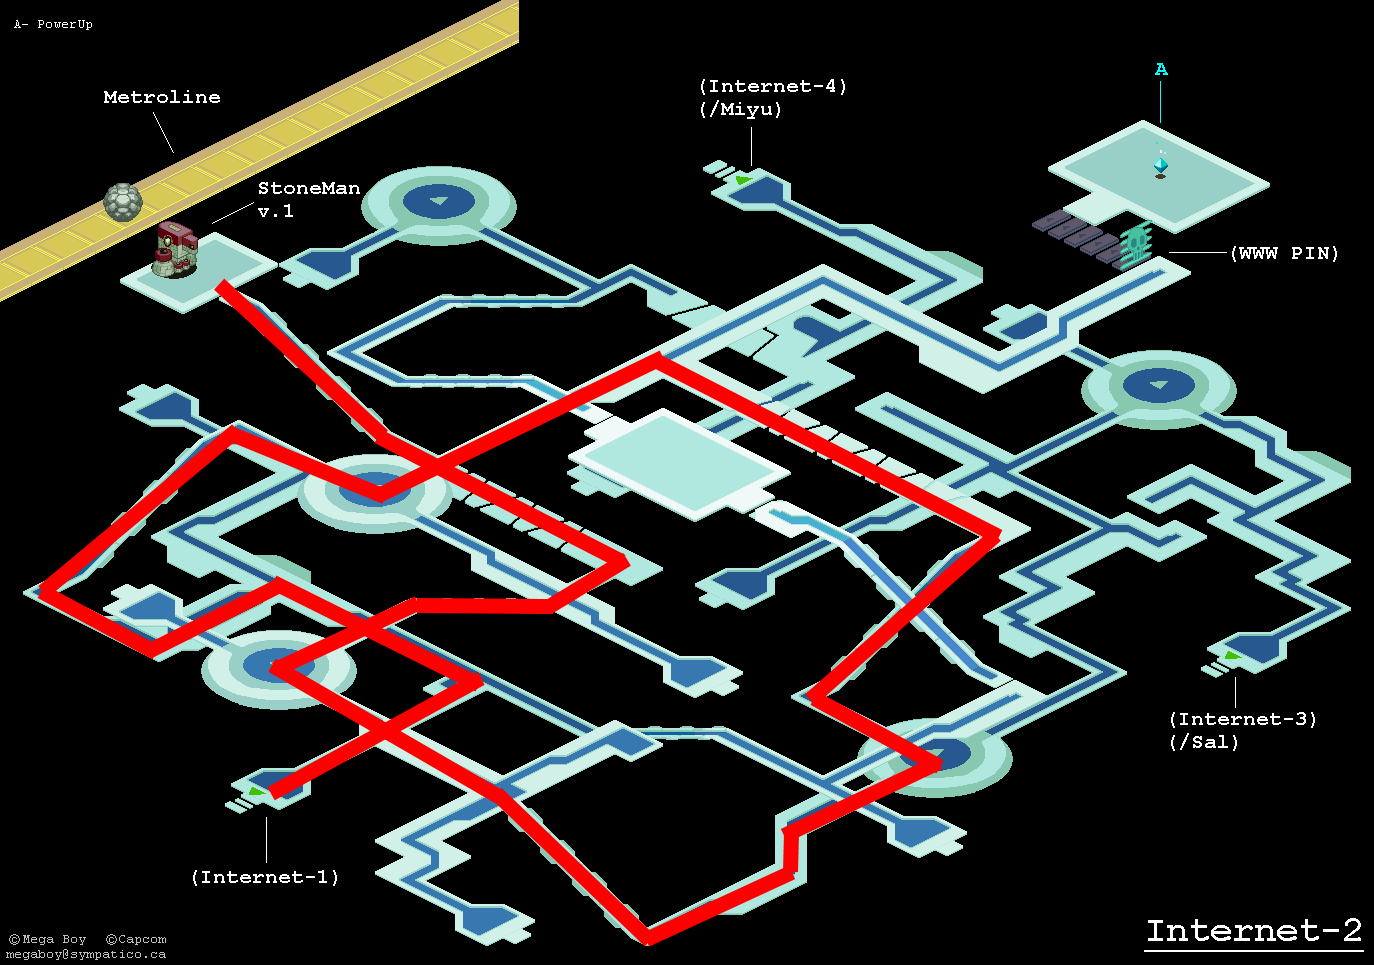 A- PowerUp
Metroline
StoneMan
v.1
(Internet-4)
(/Miyu)
A
(WWW PIN)
(Internet-3)
(/Sal)
(Internet-1)
Internet-2
©Mega Boy ©Capcom
megaboy@sympatico.ca